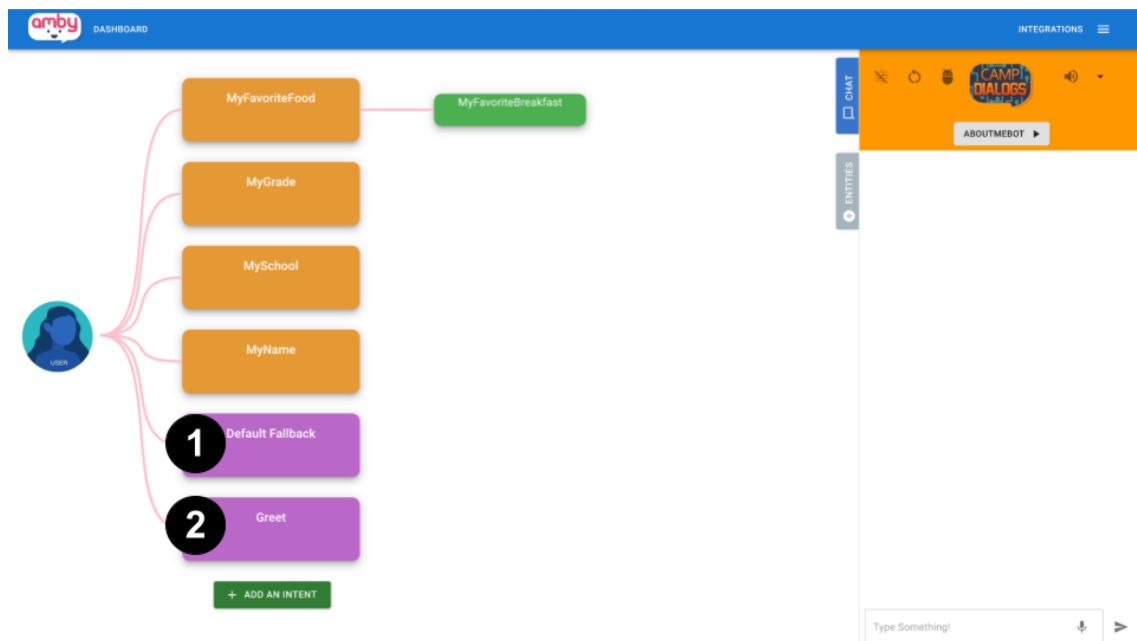 amby
DASHBOARD
INTEGRATIONS
MyFavoriteFood
MyFavoriteBreakfast
MyGrade
MySchool
MyName
1
Default Fallback
2
Greet
+ ADD AN INTENT
USER
CHAT
ENTITIES
CAMP
DIALOGS
ABOUTMEBOT
Type Something!